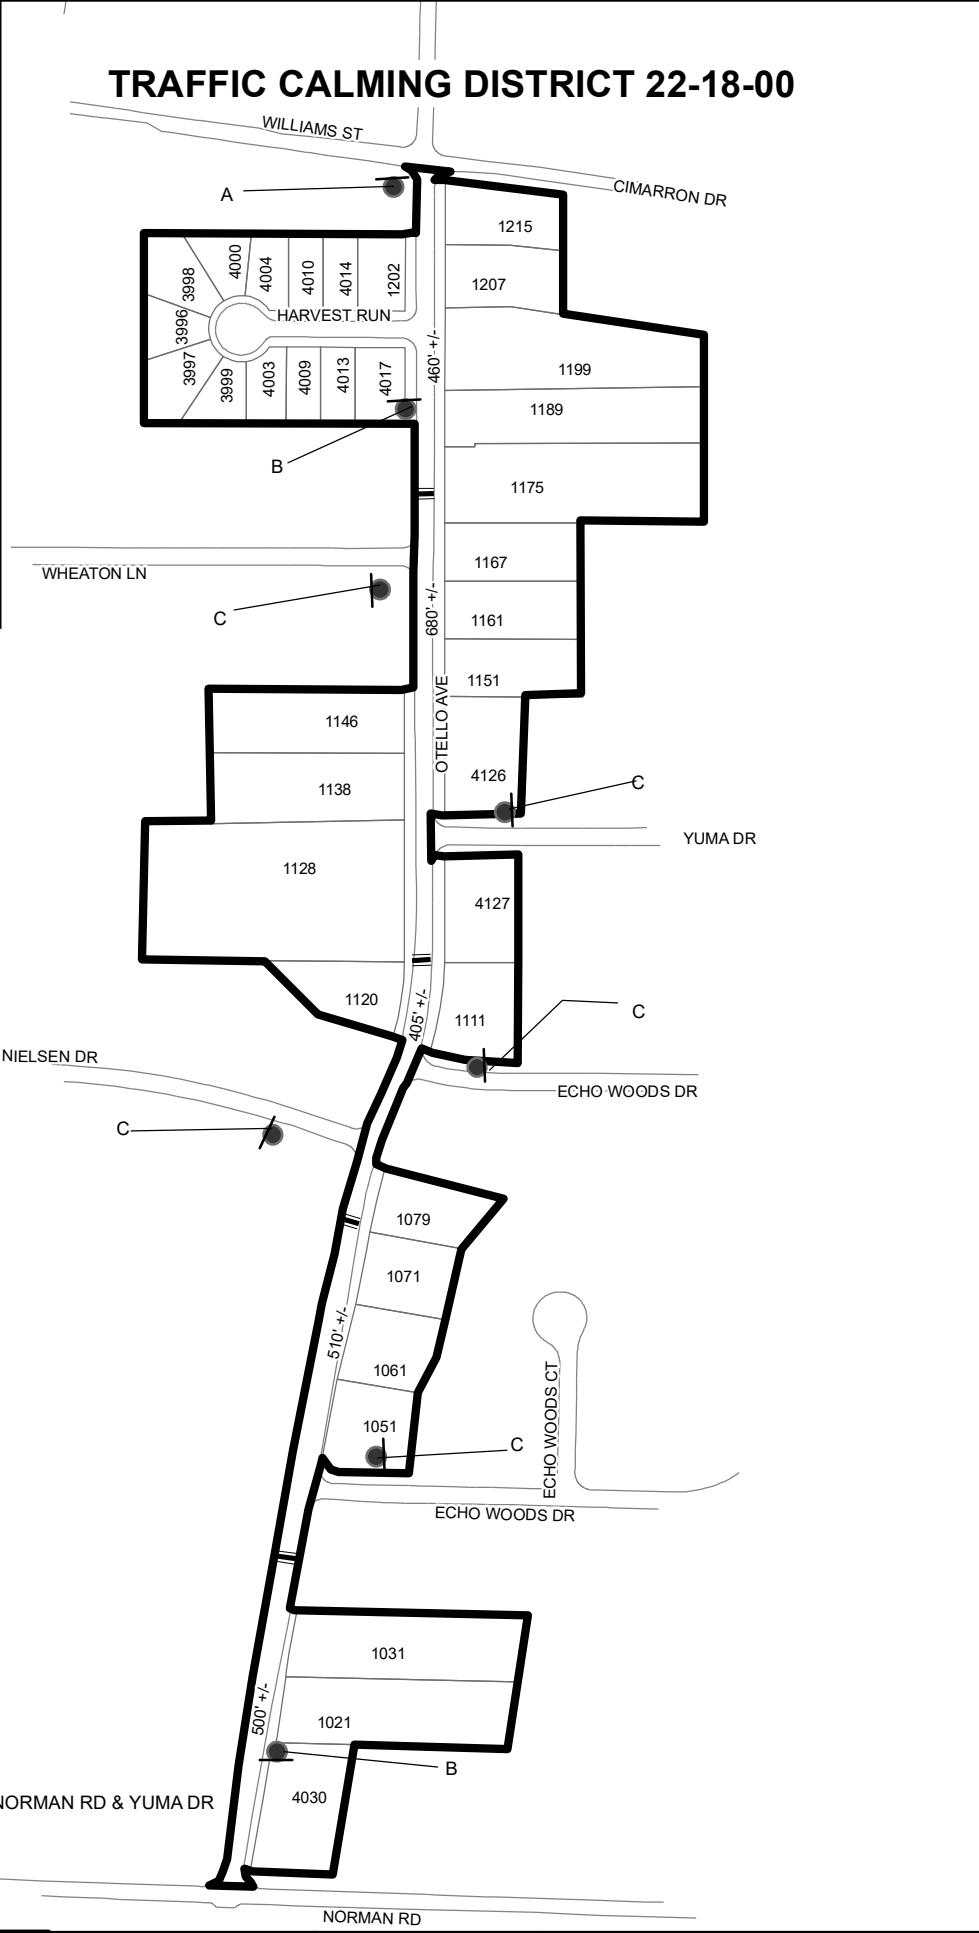 TRAFFIC CALMING DISTRICT 22-18-00
WILLIAMS ST
CIMARRON DR
A
1215
4000
4004
4010
4014
1202
3998
1207
HARVEST RUN
3996
460' +/-
3997
3999
4003
4009
4013
4017
1199
1189
B
1175
1167
WHEATON LN
C
680' +/-
1161
1151
OTELLO AVE
1146
4126
C
1138
YUMA DR
1128
4127
1120
405' +/-
1111
C
NIELSEN DR
ECHO WOODS DR
C
1079
1071
510' +/-
1061
ECHO WOODS CT
1051
C
ECHO WOODS DR
1031
500' +/-
1021
B
4030
NORMAN RD & YUMA DR
NORMAN RD